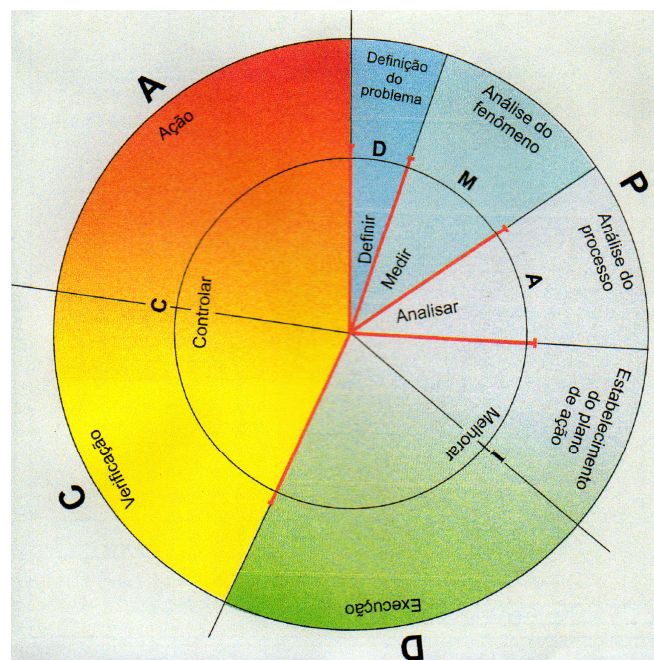 A
Ação
Definição
do
problema
Análise do
fenômeno
P
D
M
Definir
Medir
Análise do
processo
A
Analisar
C
Controlar
Estabelecimento
do plano
de ação
Melhorar
I
Verificação
C
Execução
D